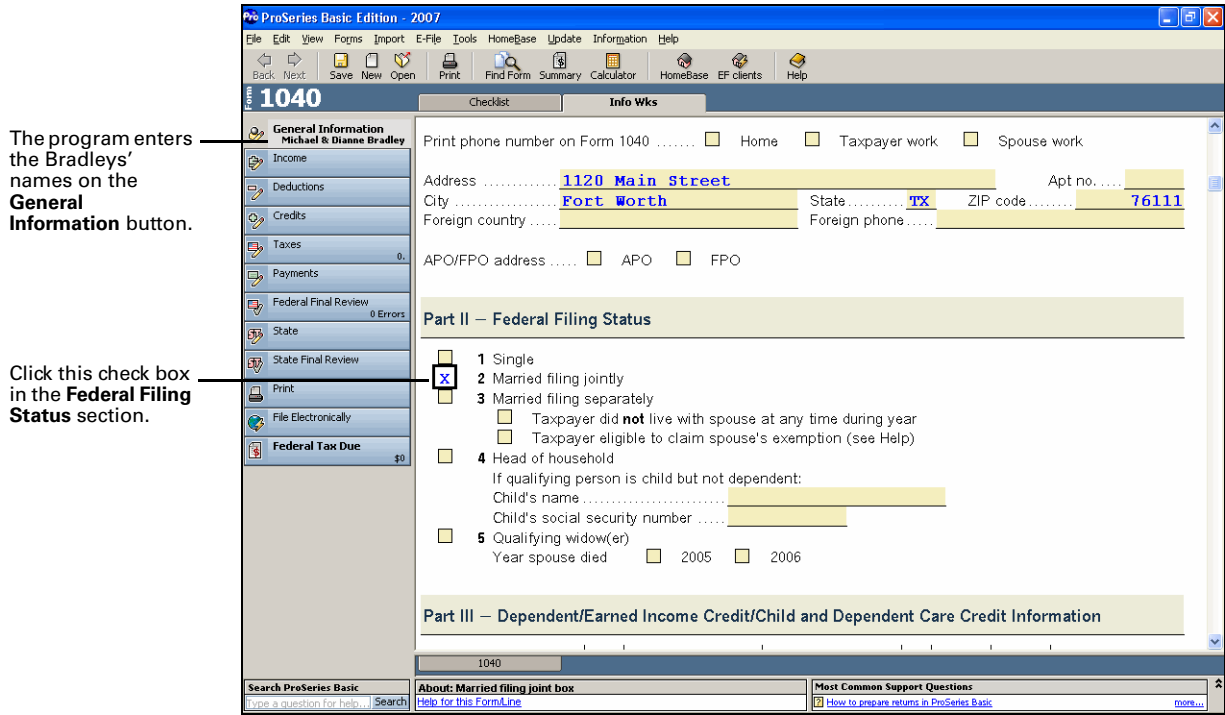 ProSeries Basic Edition - 2007
File Edit View Forms Import E-File Tools HomeBase Update Information Help
Back Next Save New Open Print Find Form Summary Calculator HomeBase EF clients Help
Form 1040
Checklist Info Wks
The program enters
the Bradleys'
names on the
General
Information button.
Click this check box
in the Federal Filing
Status section.
General Information
Michael & Dianne Bradley
Income
Deductions
Credits
Taxes
0.
Payments
Federal Final Review
0 Errors
State
State Final Review
Print
File Electronically
Federal Tax Due
$0
Print phone number on Form 1040 ....... Home Taxpayer work Spouse work
Address ............ 1120 Main Street Apt no. ....
City ................. Fort Worth State ......... TX ZIP code ........ 76111
Foreign country ..... Foreign phone .....
APO/FPO address ..... APO FPO
Part II – Federal Filing Status
1 Single
X 2 Married filing jointly
3 Married filing separately
Taxpayer did not live with spouse at any time during year
Taxpayer eligible to claim spouse's exemption (see Help)
4 Head of household
If qualifying person is child but not dependent:
Child's name ........................
Child's social security number .....
5 Qualifying widow(er)
Year spouse died 2005 2006
Part III – Dependent/Earned Income Credit/Child and Dependent Care Credit Information
1040
Search ProSeries Basic
Type a question for help... Search
About: Married filing joint box
Help for this Form/Line
Most Common Support Questions
How to prepare returns in ProSeries Basic more...